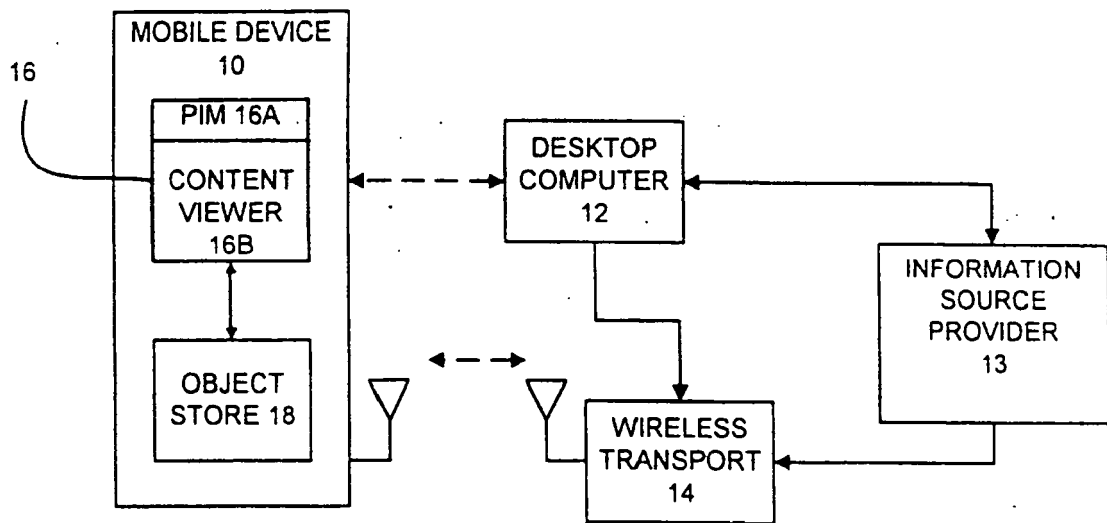 MOBILE DEVICE
10
16
PIM 16A
CONTENT
VIEWER
16B
OBJECT
STORE 18
DESKTOP
COMPUTER
12
INFORMATION
SOURCE
PROVIDER
13
WIRELESS
TRANSPORT
14